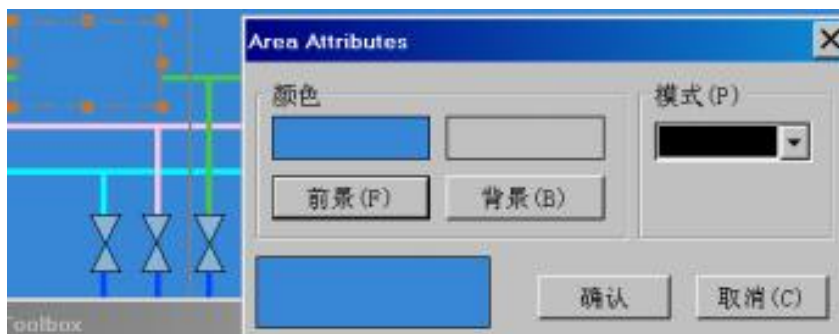 Area Attributes
颜色
模式(P)
前景(F)
背景(B)
确认
取消(C)
Toolbox